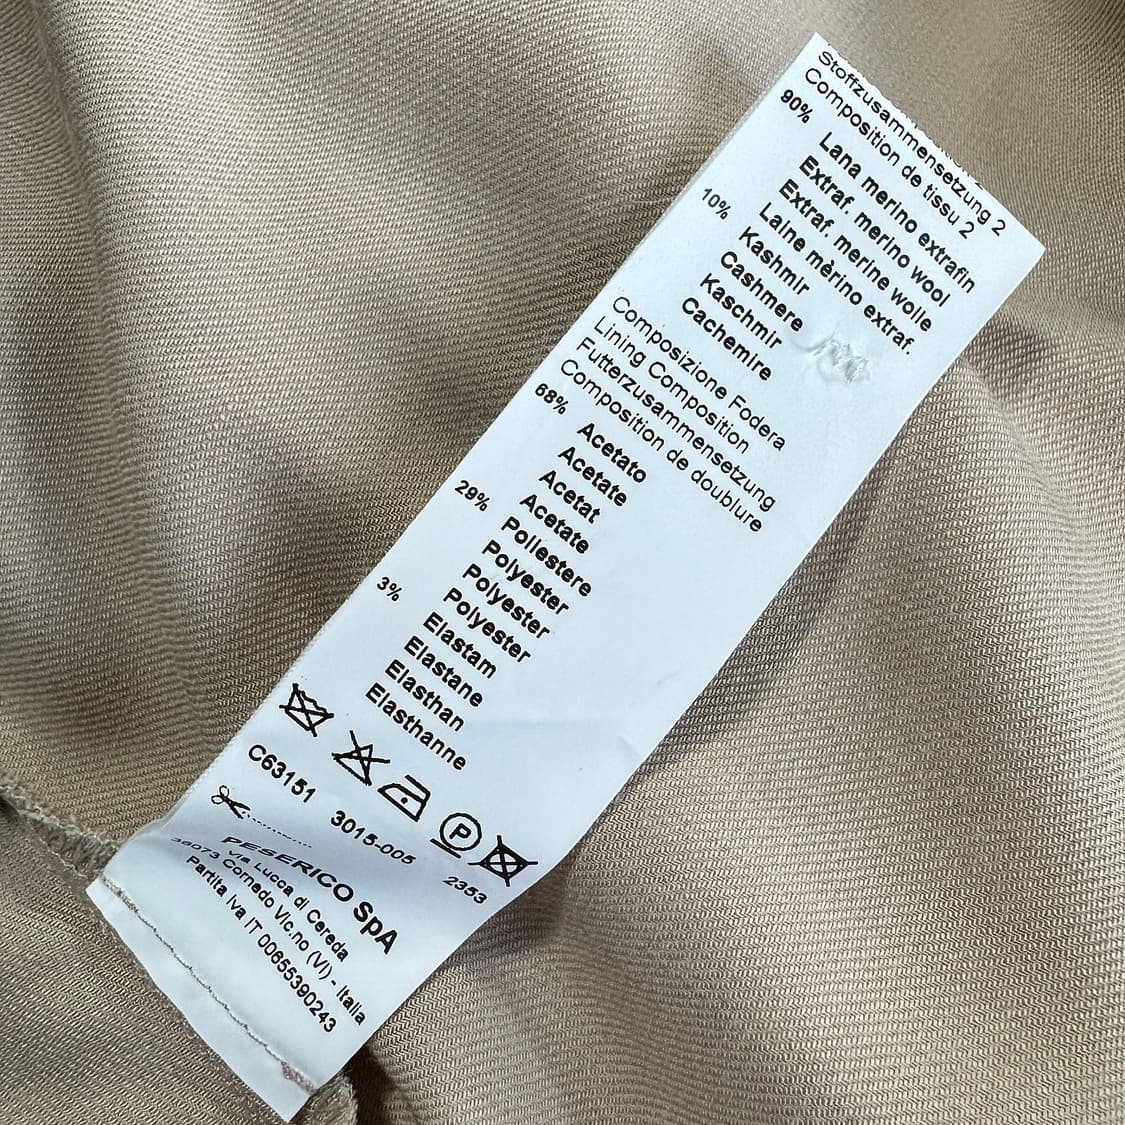 Stoffzusammensetzung 2
Composition de tissu 2
90% Lana merino extrafin
Extraf. merino wool
Extraf. merine wolle
Laine mèrino extraf.
10% Kashmir
Cashmere
Kaschmir
Cachemire
Composizione Fodera
Lining Composition
Futterzusammensetzung
Composition de doublure
68% Acetato
Acetate
Acetat
Acetate
29% Poliestere
Polyester
Polyester
Polyester
3% Elastam
Elastane
Elasthan
Elasthanne
P
C63151 3015-005 2353
PESERICO SpA
Via Lucca di Cereda
36073 Cornedo Vic.no (VI) - Italia
Partita Iva IT 00655390243